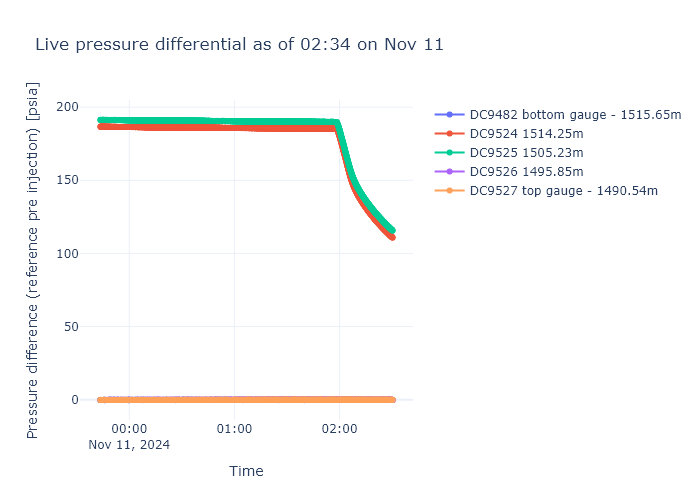 Live pressure differential as of 02:34 on Nov 11
Pressure difference (reference pre injection) [psia]
200
150
100
50
0
00:00
Nov 11, 2024
01:00
02:00
Time
DC9482 bottom gauge - 1515.65m
DC9524 1514.25m
DC9525 1505.23m
DC9526 1495.85m
DC9527 top gauge - 1490.54m